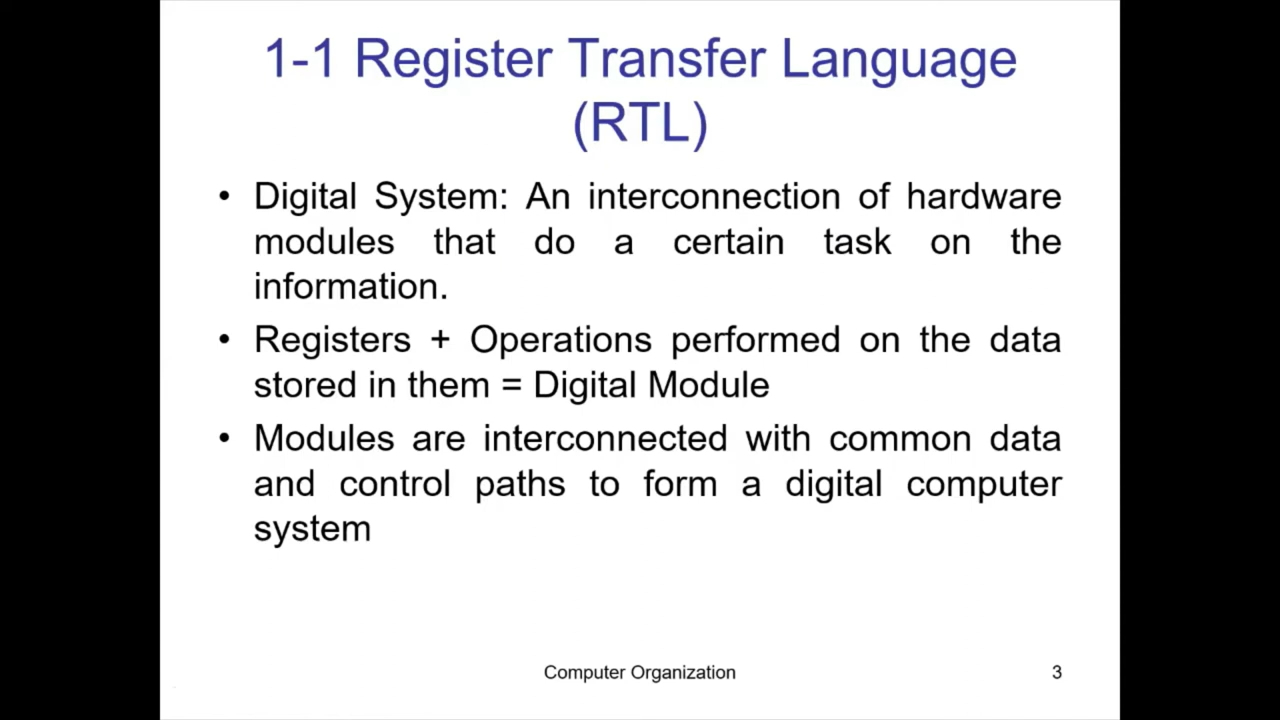 1-1 Register Transfer Language
(RTL)
• Digital System: An interconnection of hardware
modules that do a certain task on the
information.
• Registers + Operations performed on the data
stored in them = Digital Module
• Modules are interconnected with common data
and control paths to form a digital computer
system
Computer Organization
3